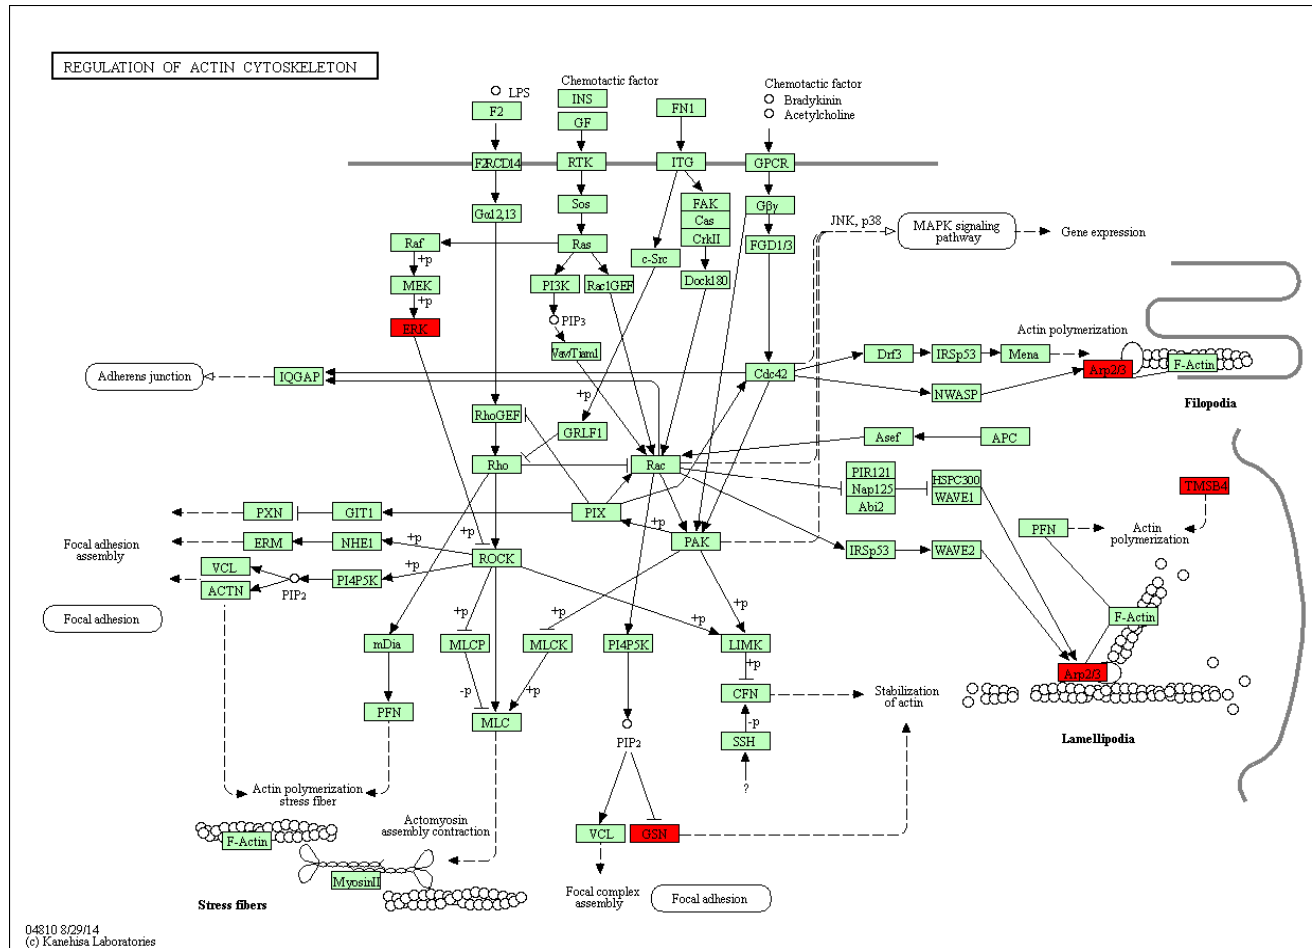 REGULATION OF ACTIN CYTOSKELETON
Chemotactic factor
Chemotactic factor
LPS
INS
FN1
Bradykinin
Acetylcholine
F2
GF
F2RCD14
RTK
ITG
GPCR
Gα12,13
Sos
FAK
Cas
CrkII
Gβγ
JNK, p38
MAPK signaling
pathway
Gene expression
Raf
Ras
FGD1/3
+p
c-Src
MEK
PI3K
Rac1GEF
Dock180
+p
ERK
PIP3
Actin polymerization
Vav/Tiam1
Drf3
IRSp53
Mena
Arp2/3
F-Actin
Adherens junction
IQGAP
Cdc42
+p
NWASP
Filopodia
RhoGEF
GRLF1
Asef
APC
Rho
Rac
PIR121
Nap125
Abi2
HSPC300
WAVE1
TMSB4
PXN
GIT1
PIX
+p
+p
PFN
Actin
polymerization
Focal adhesion
assembly
ERM
NHE1
+p
PAK
IRSp53
WAVE2
ROCK
VCL
ACTN
PIP2
PI4P5K
+p
Focal adhesion
+p
+p
+p
F-Actin
mDia
MLCP
MLCK
PI4P5K
LIMK
+p
Arp2/3
-p
+p
CFN
Stabilization
of actin
PFN
MLC
-p
Lamellipodia
PIP2
SSH
?
Actin polymerization
stress fiber
Actomyosin
assembly contraction
F-Actin
VCL
GSN
MyosinII
Focal complex
assembly
Focal adhesion
Stress fibers
04810 8/29/14
(c) Kanehisa Laboratories